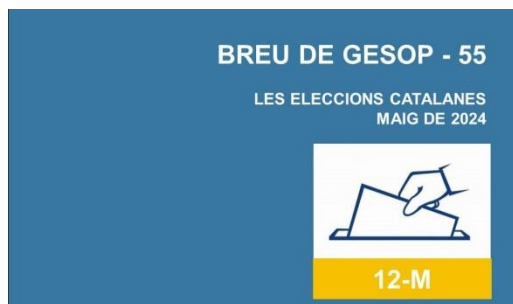 BREU DE GESOP - 55
LES ELECCIONS CATALANES
MAIG DE 2024
12-M